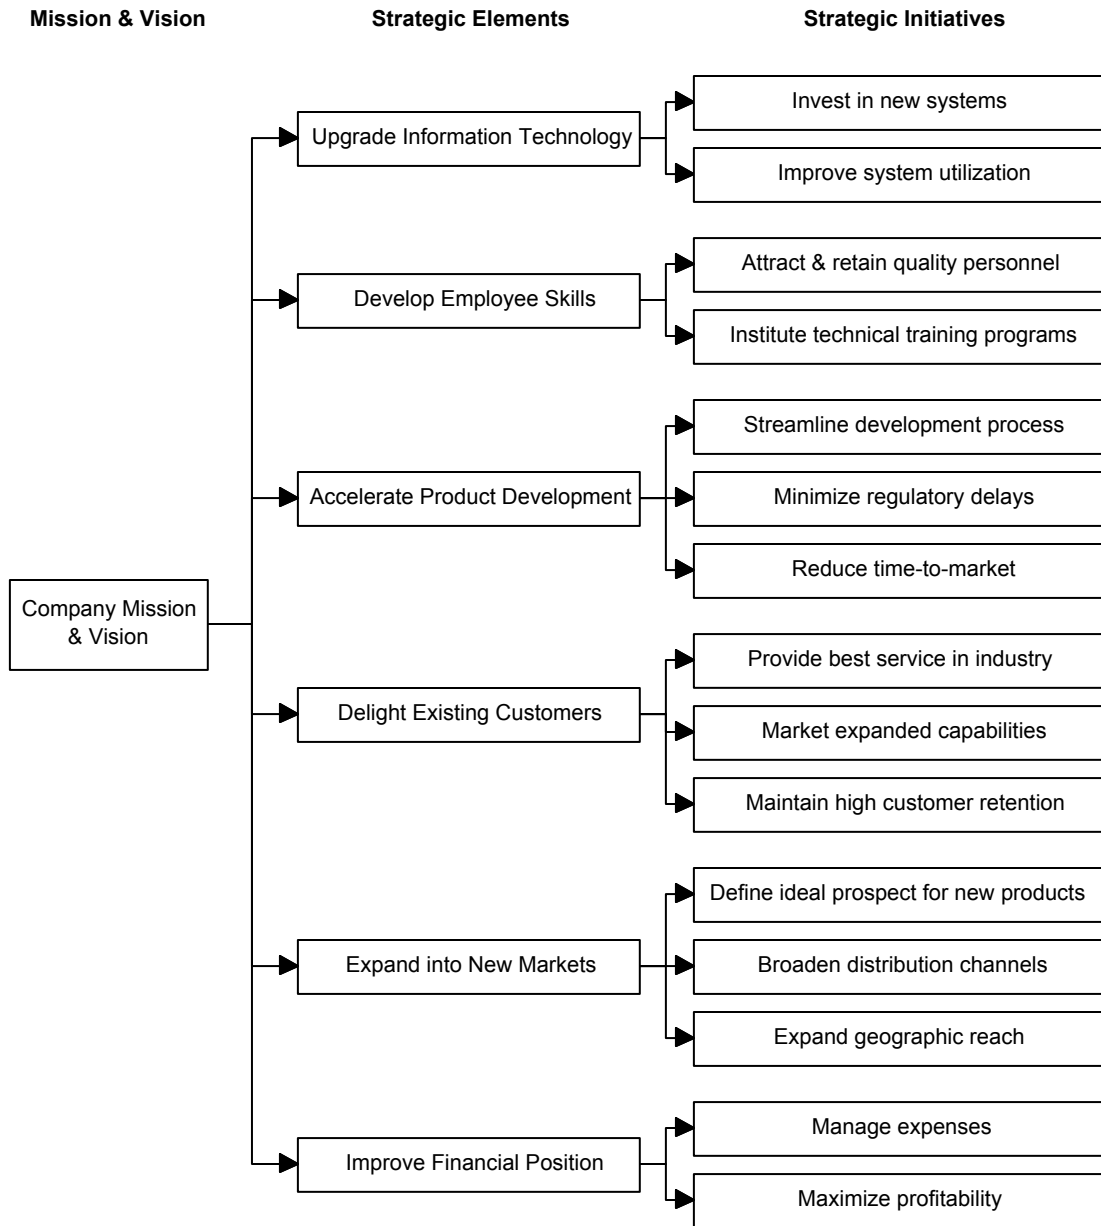 Mission & Vision
Strategic Elements
Strategic Initiatives
Company Mission
& Vision
Upgrade Information Technology
Invest in new systems
Improve system utilization
Develop Employee Skills
Attract & retain quality personnel
Institute technical training programs
Accelerate Product Development
Streamline development process
Minimize regulatory delays
Reduce time-to-market
Delight Existing Customers
Provide best service in industry
Market expanded capabilities
Maintain high customer retention
Expand into New Markets
Define ideal prospect for new products
Broaden distribution channels
Expand geographic reach
Improve Financial Position
Manage expenses
Maximize profitability